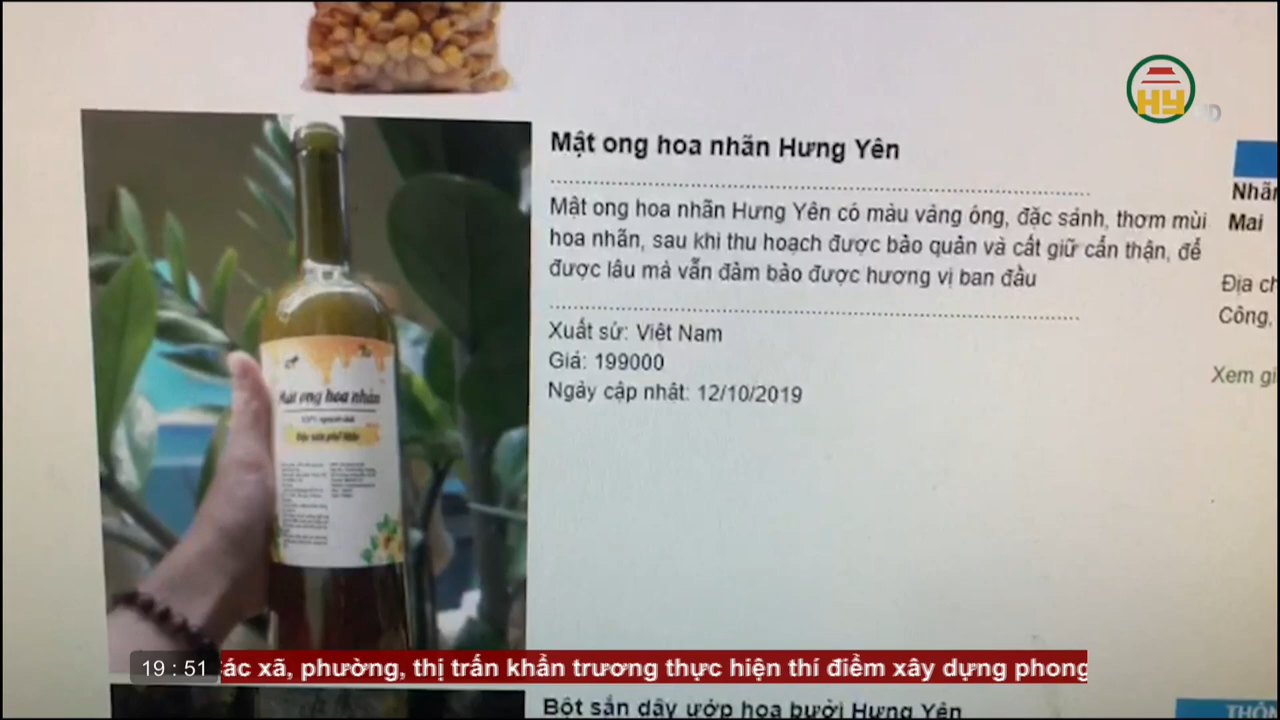 HY
Mật ong hoa nhãn Hưng Yên
Mật ong hoa nhãn Hưng Yên có màu vàng óng, đặc sánh, thơm mùi
hoa nhãn, sau khi thu hoạch được bảo quản và cất giữ cẩn thận, để
được lâu mà vẫn đảm bảo được hương vị ban đầu
Xuất sứ: Việt Nam
Giá: 199000
Ngày cập nhật: 12/10/2019
Nhãn
Mai
Địa ch
Công,
Xem gi
Mật ong hoa nhãn
19 : 51 các xã, phường, thị trấn khẩn trương thực hiện thí điểm xây dựng phong
Bột sắn dây ướp hoa bưởi Hưng Yên